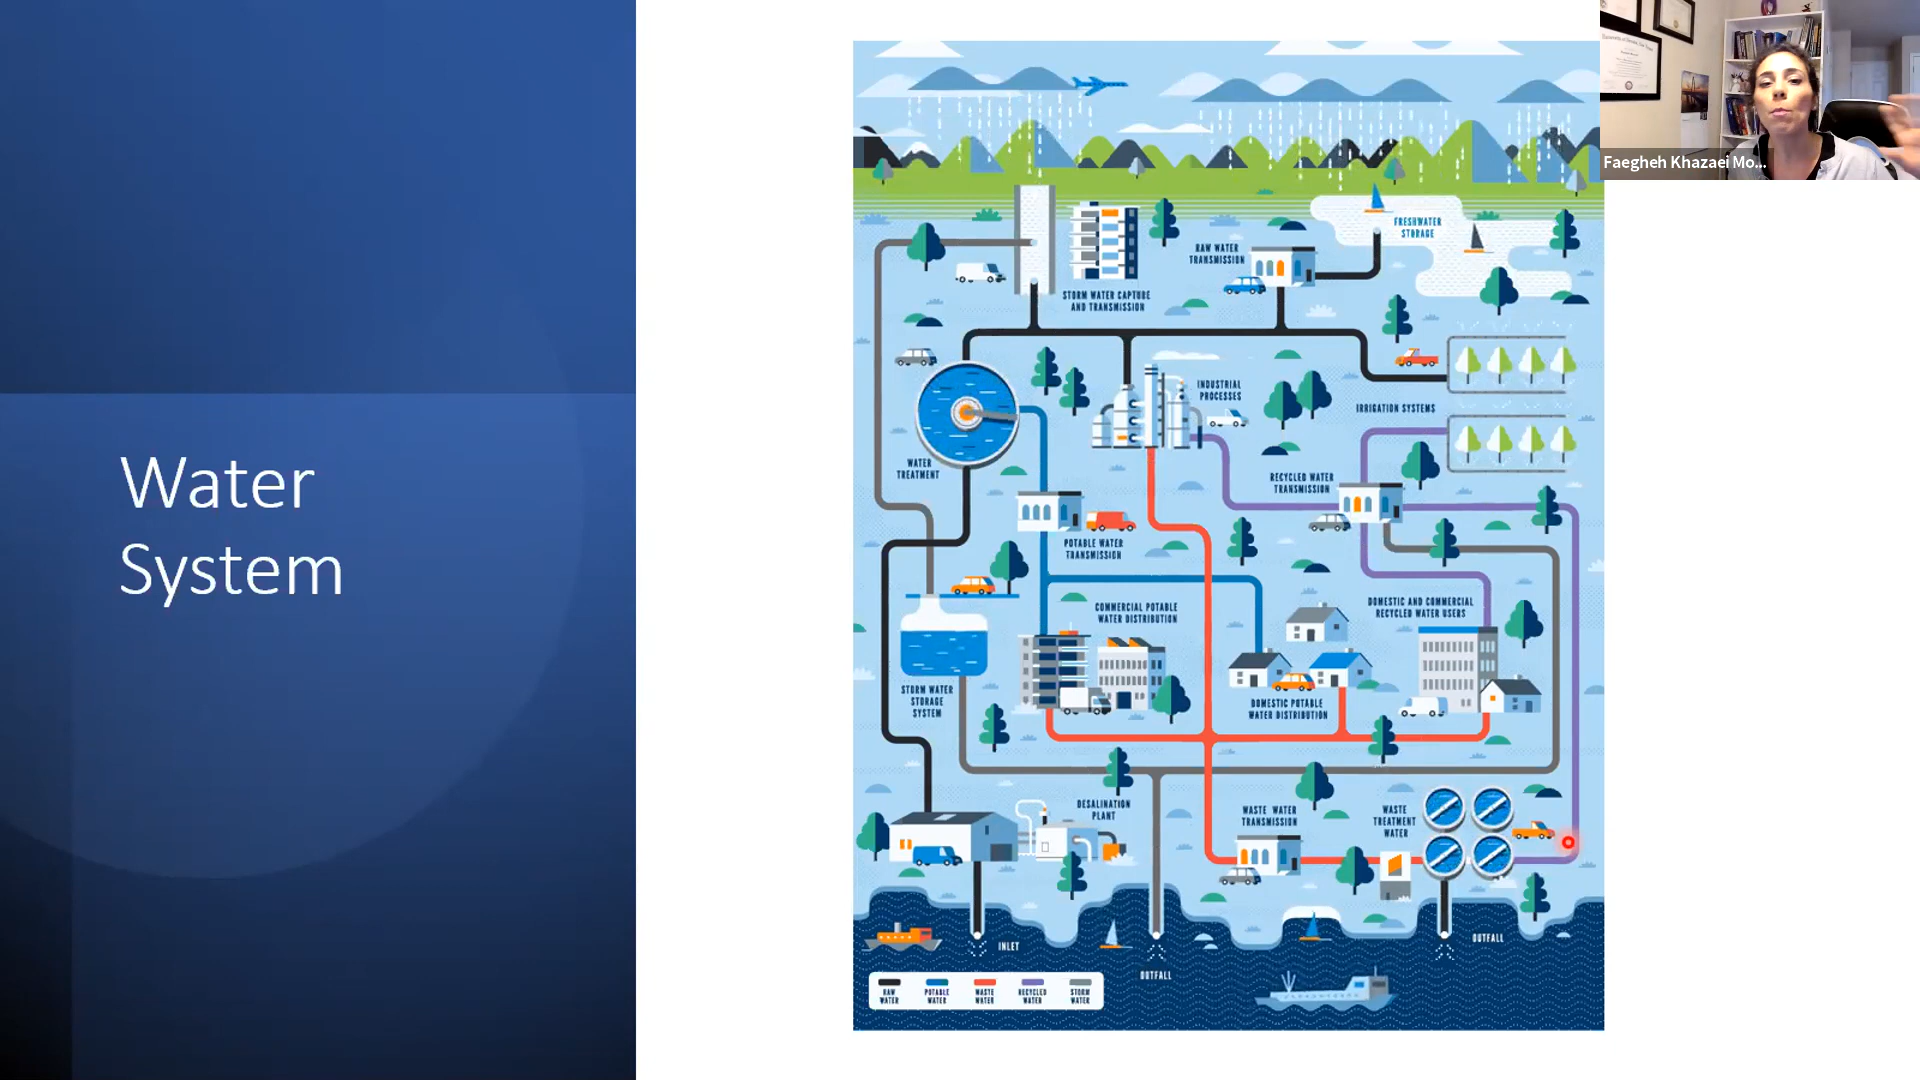 Water
System
Faegheh Khazaei Mo...
FRESHWATER
STORAGE
RAW WATER
TRANSMISSION
STORM WATER CAPTURE
AND TRANSMISSION
INDUSTRIAL
PROCESSES
IRRIGATION SYSTEMS
WATER
TREATMENT
RECYCLED WATER
TRANSMISSION
POTABLE WATER
TRANSMISSION
COMMERCIAL POTABLE
WATER DISTRIBUTION
DOMESTIC AND COMMERCIAL
RECYCLED WATER USERS
STORM WATER
STORAGE
SYSTEM
DOMESTIC POTABLE
WATER DISTRIBUTION
DESALINATION
PLANT
WASTE WATER
TRANSMISSION
WASTE
TREATMENT
WATER
INLET
OUTFALL
OUTFALL
RAW
WATER
POTABLE
WATER
WASTE
WATER
RECYCLED
WATER
STORM
WATER